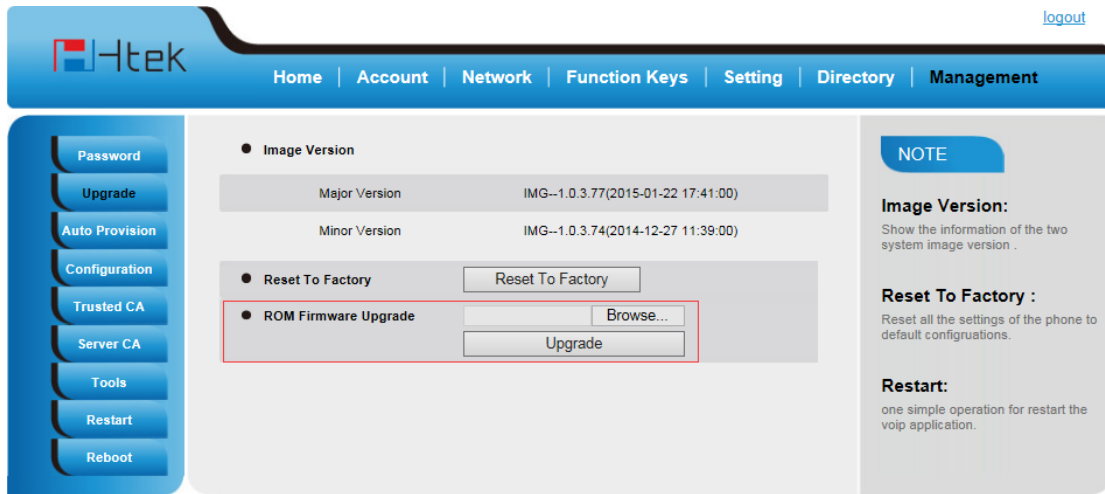 logout
Htek
Home | Account | Network | Function Keys | Setting | Directory | Management
Password
Upgrade
Auto Provision
Configuration
Trusted CA
Server CA
Tools
Restart
Reboot
Image Version
Major Version IMG--1.0.3.77(2015-01-22 17:41:00)
Minor Version IMG--1.0.3.74(2014-12-27 11:39:00)
Reset To Factory Reset To Factory
ROM Firmware Upgrade Browse...
Upgrade
NOTE
Image Version:
Show the information of the two
system image version .
Reset To Factory :
Reset all the settings of the phone to
default configruations.
Restart:
one simple operation for restart the
voip application.